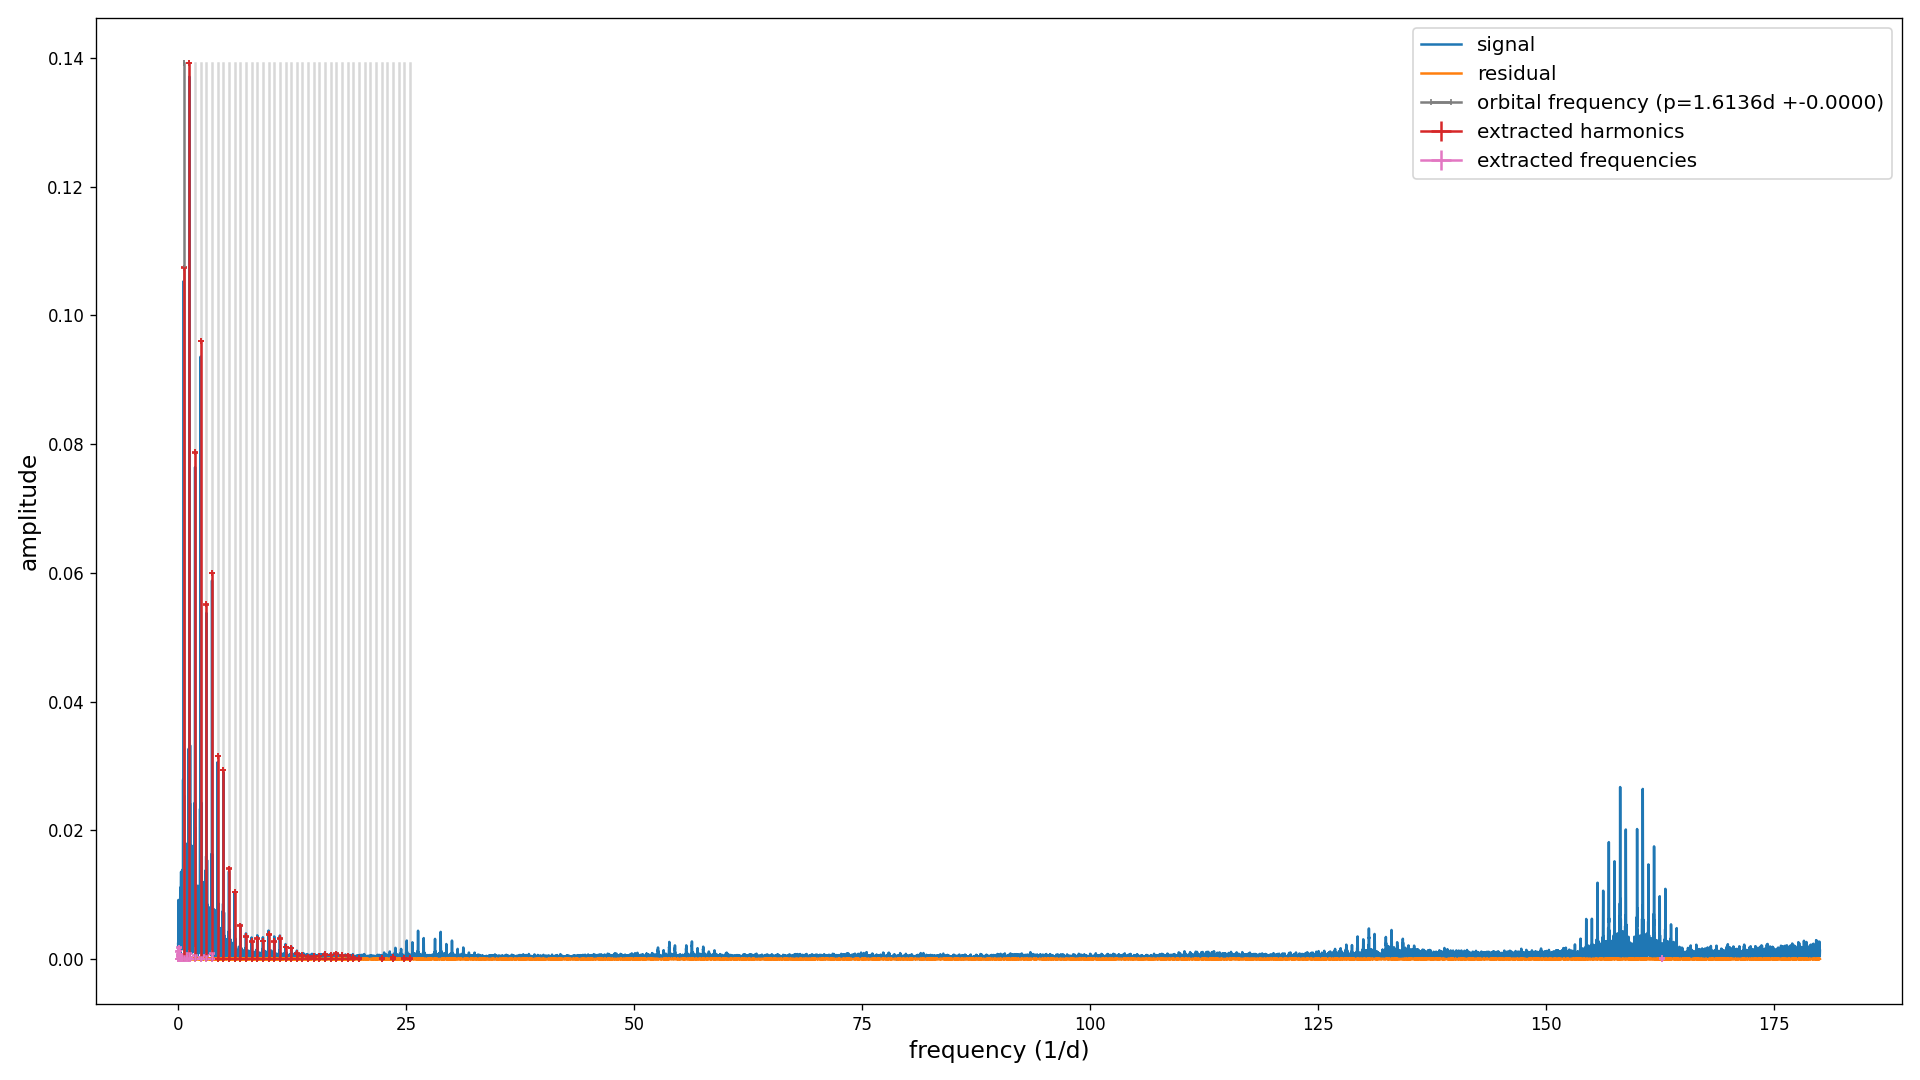 signal
residual
orbital frequency (p=1.6136d +-0.0000)
extracted harmonics
extracted frequencies
0.14
0.12
0.10
0.08
0.06
0.04
0.02
0.00
amplitude
0 25 50 75 100 125 150 175
frequency (1/d)